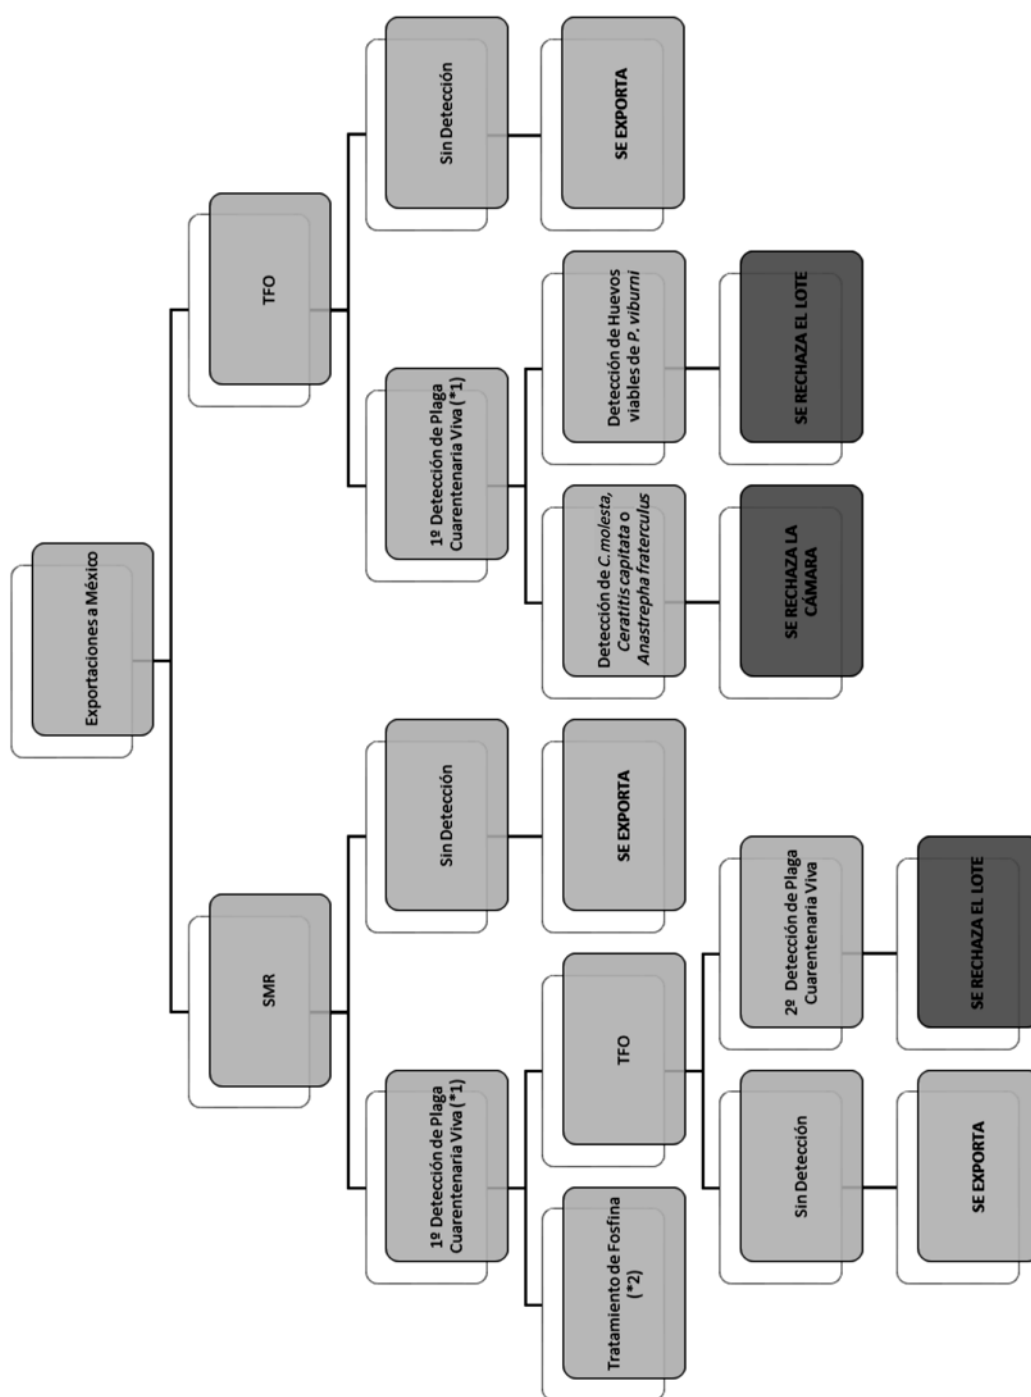 Exportaciones a México
SMR
TFO
1º Detección de Plaga
Cuarentenaria Viva (*1)
Sin Detección
1º Detección de Plaga
Cuarentenaria Viva (*1)
Sin Detección
Tratamiento de Fosfina
(*2)
TFO
SE EXPORTA
Detección de C. molesta,
Ceratitis capitata o
Anastrepha fraterculus
Detección de Huevos
viables de P. viburni
SE EXPORTA
Sin Detección
2º Detección de Plaga
Cuarentenaria Viva
SE RECHAZA LA
CÁMARA
SE RECHAZA EL LOTE
SE EXPORTA
SE RECHAZA EL LOTE